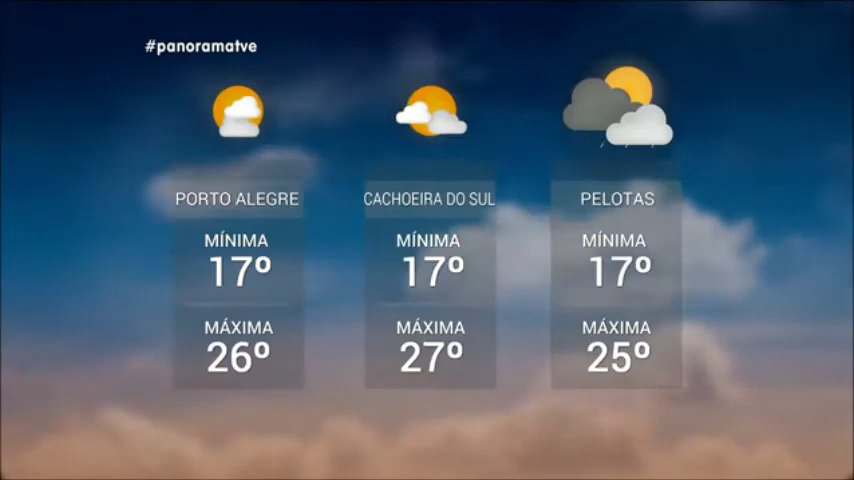 #panoramatve
PORTO ALEGRE
MÍNIMA
17º
MÁXIMA
26º
CACHOEIRA DO SUL
MÍNIMA
17º
MÁXIMA
27º
PELOTAS
MÍNIMA
17º
MÁXIMA
25º